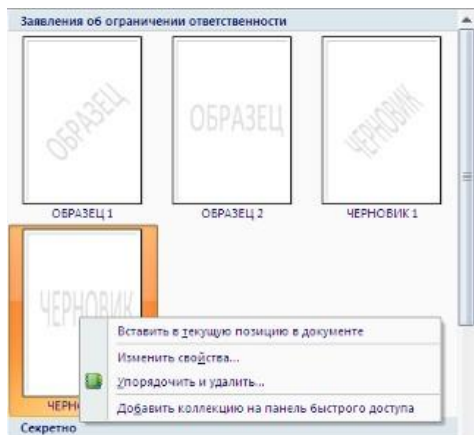 Заявления об ограничении ответственности
ОБРАЗЕЦ
ОБРАЗЕЦ
ЧЕРНОВИК
ОБРАЗЕЦ 1
ОБРАЗЕЦ 2
ЧЕРНОВИК 1
ЧЕРНОВИК
Вставить в текущую позицию в документе
Изменить свойства...
Упорядочить и удалить...
Добавить коллекцию на панель быстрого доступа
Секретно